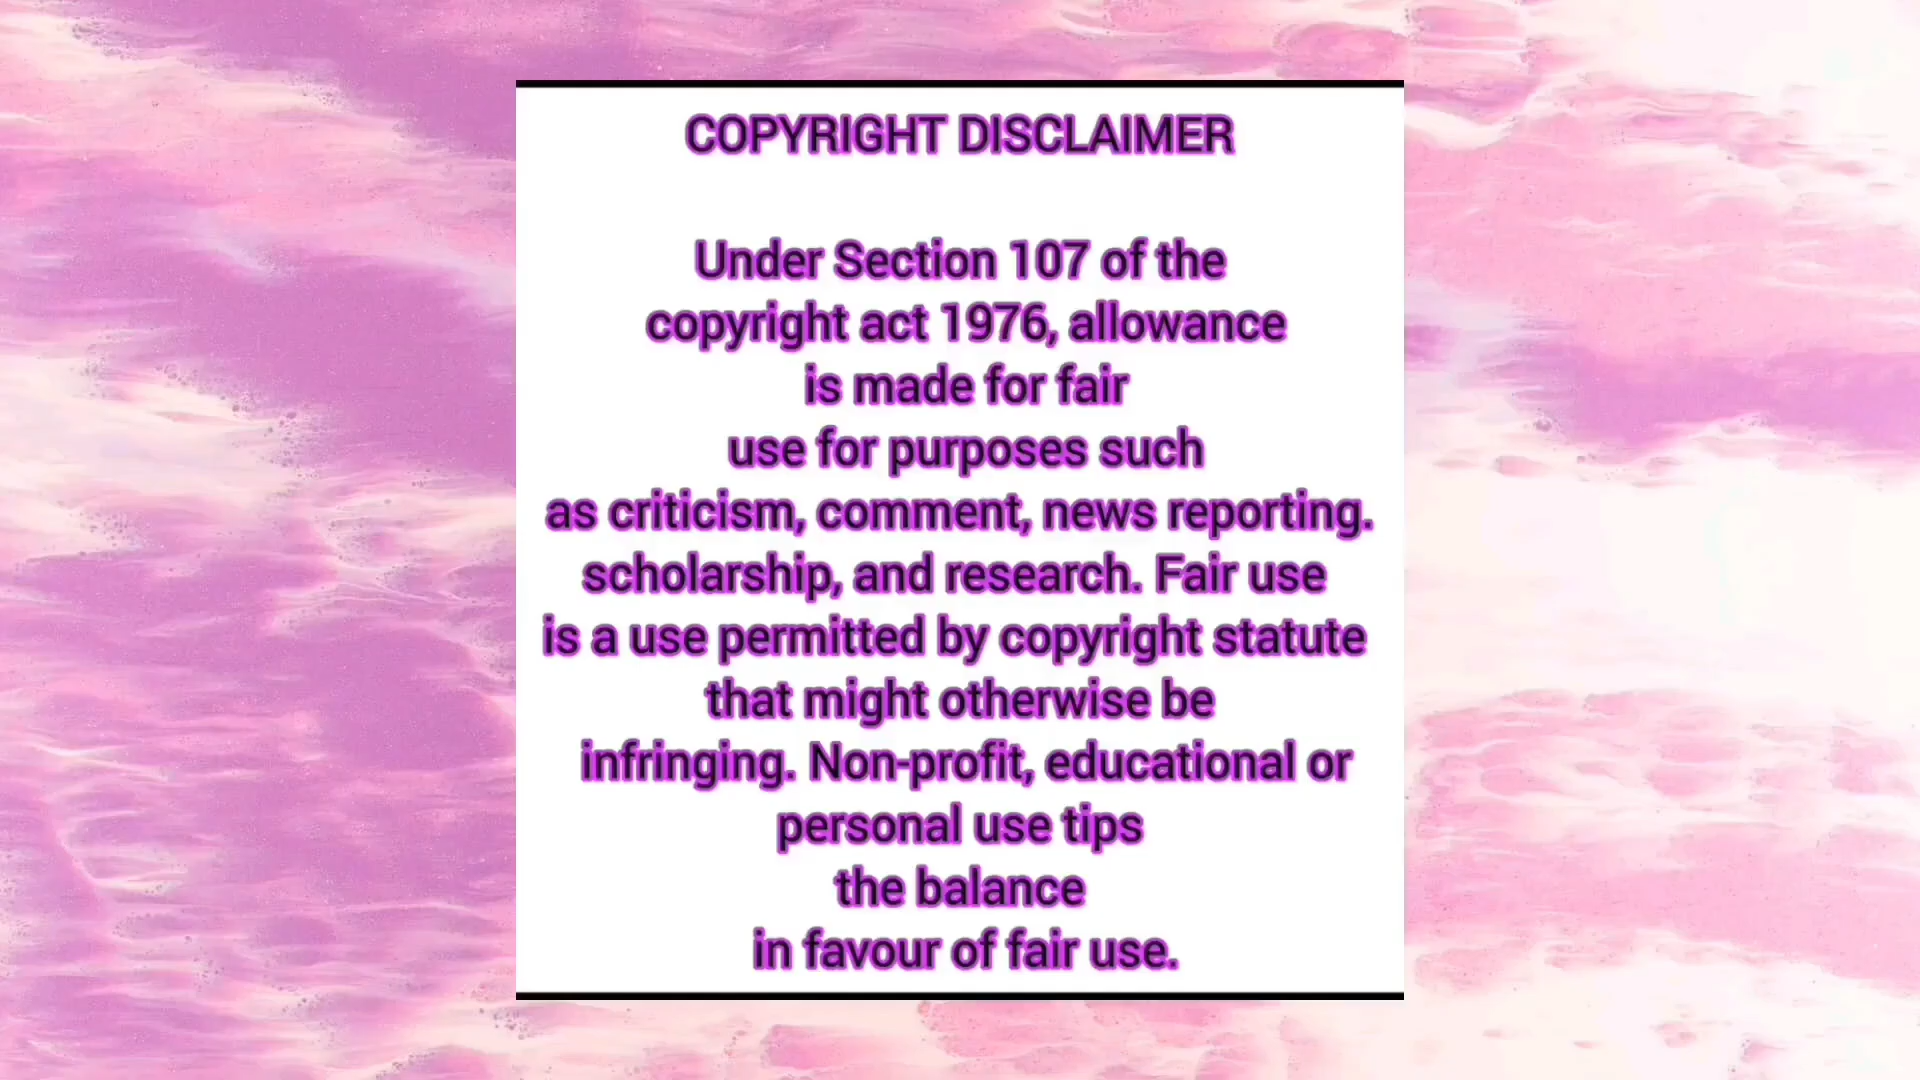 COPYRIGHT DISCLAIMER
Under Section 107 of the
copyright act 1976, allowance
is made for fair
use for purposes such
as criticism, comment, news reporting.
scholarship, and research. Fair use
is a use permitted by copyright statute
that might otherwise be
infringing. Non-profit, educational or
personal use tips
the balance
in favour of fair use.